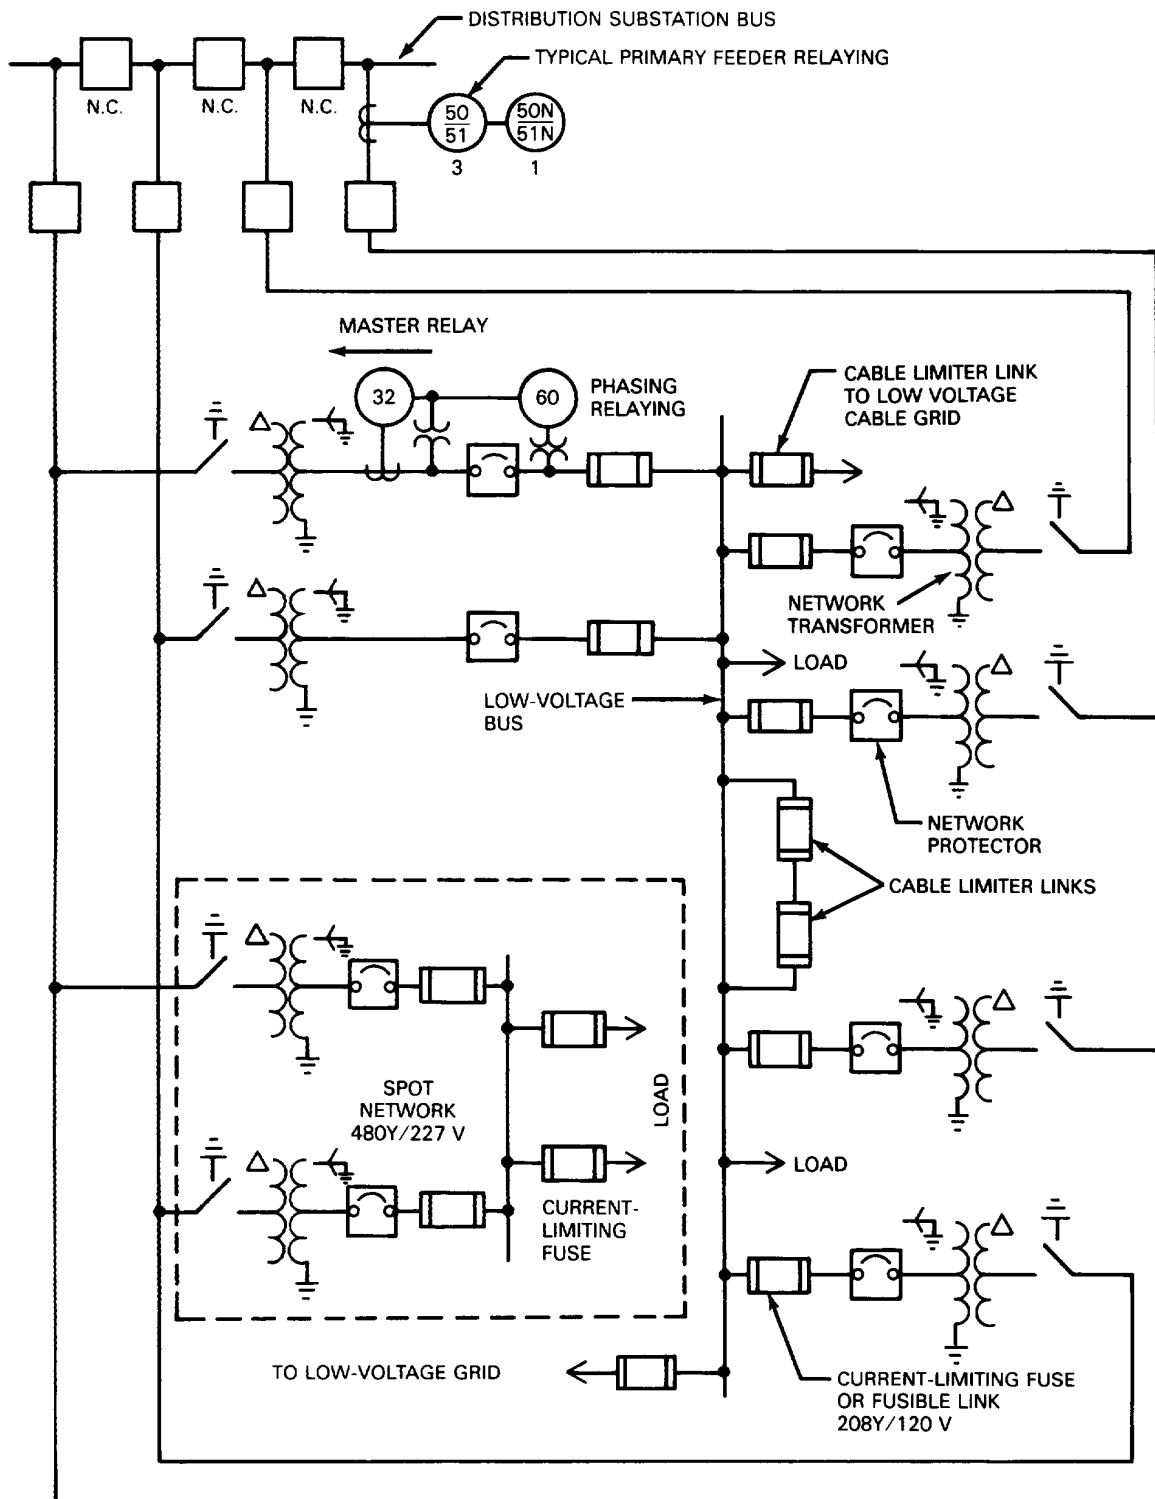 DISTRIBUTION SUBSTATION BUS
TYPICAL PRIMARY FEEDER RELAYING
N.C.
N.C.
N.C.
50
51
50N
51N
3
1
MASTER RELAY
32
60
PHASING
RELAYING
CABLE LIMITER LINK
TO LOW VOLTAGE
CABLE GRID
NETWORK
TRANSFORMER
LOAD
LOW-VOLTAGE
BUS
NETWORK
PROTECTOR
CABLE LIMITER LINKS
SPOT
NETWORK
480Y/227 V
LOAD
CURRENT-
LIMITING
FUSE
LOAD
TO LOW-VOLTAGE GRID
CURRENT-LIMITING FUSE
OR FUSIBLE LINK
208Y/120 V